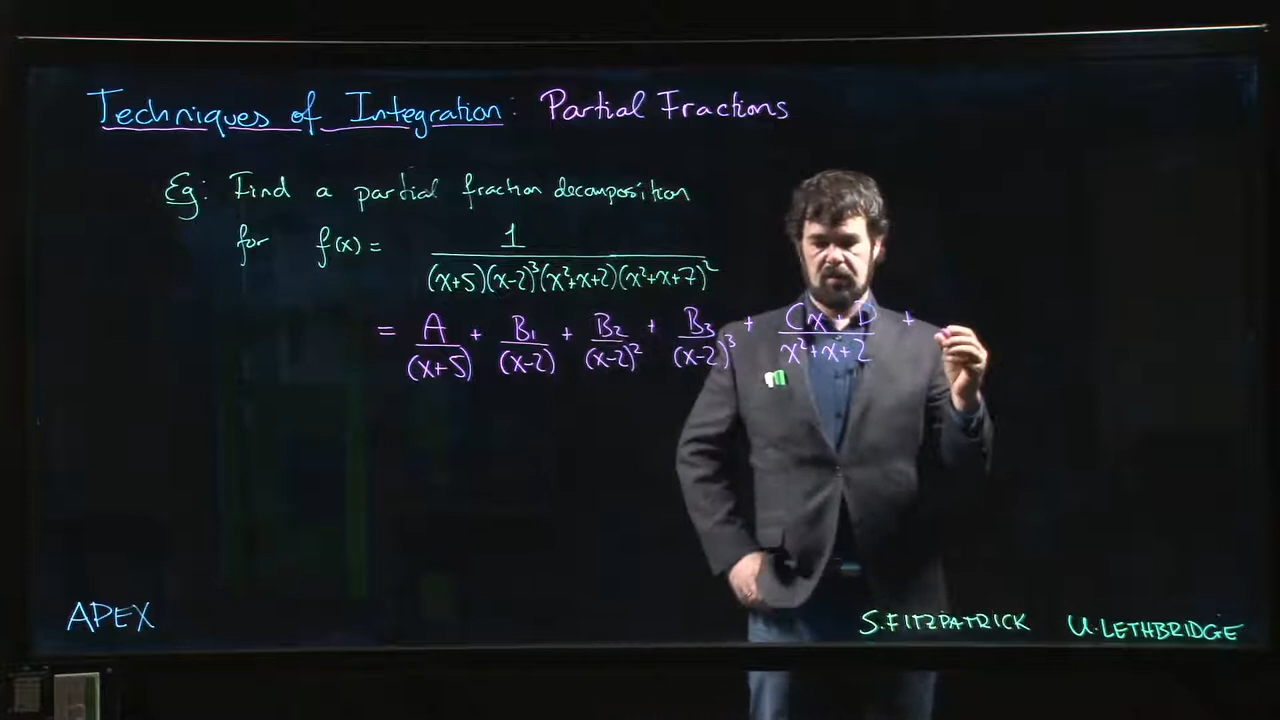 Techniques of Integration: Partial Fractions
Eg: Find a partial fraction decomposition
for f(x) = 1 / (x+5)(x-2)³(x²+x+2)(x²+x+7)²
= A/(x+5) + B₁/(x-2) + B₂/(x-2)² + B₃/(x-2)³ + Cx + D/x²+x+2 +
APEX
S.FITZPATRICK U.LETHBRIDGE